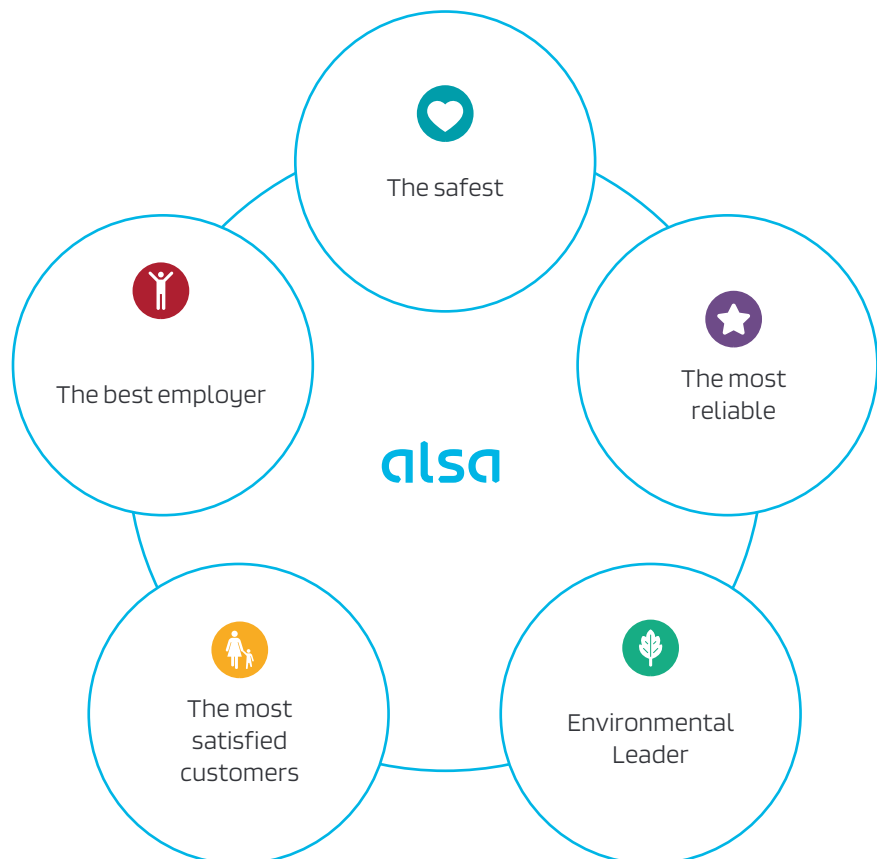 The safest
The best employer
The most
reliable
alsa
The most
satisfied
customers
Environmental
Leader